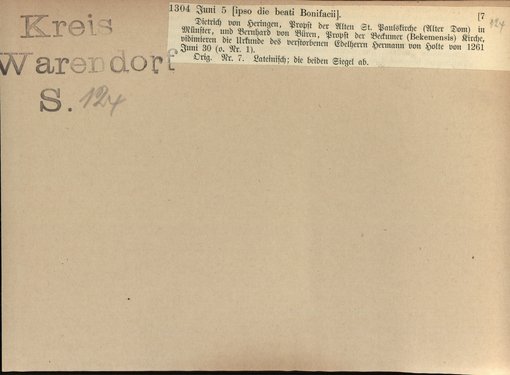 Kreis
Warendorf
S. 124
1304 Juni 5 [ipso die beati Bonifacii]. [7
124
Dietrich von Heringen, Propst der Alten St. Paulskirche (Alter Dom) in
Münster, und Bernhard von Büren, Propst der Beckumer (Bekemensis) Kirche,
vidimieren die Urkunde des verstorbenen Edelherrn Hermann von Holte von 1261
Juni 30 (o. Nr. 1).
Orig. Nr. 7. Lateinisch; die beiden Siegel ab.